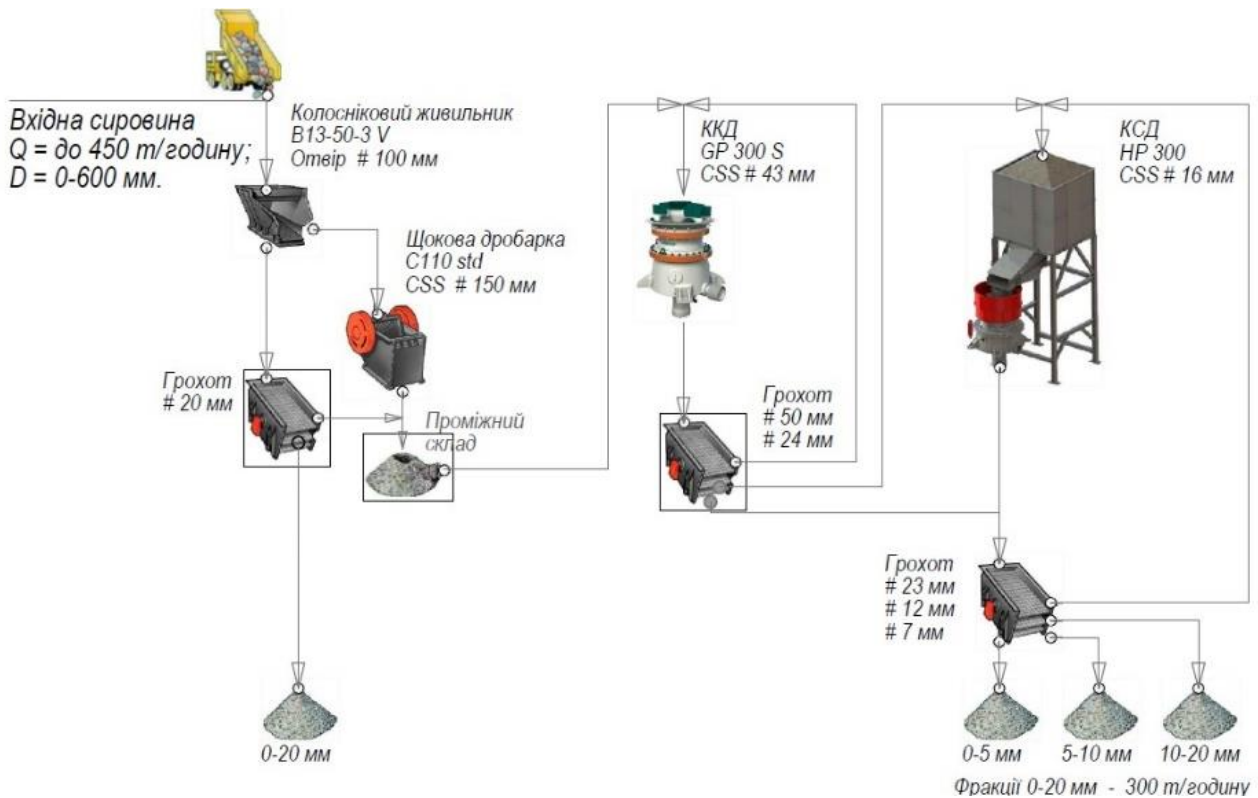 Вхідна сировина
Q = до 450 т/годину;
D = 0-600 мм.
Колосніковий живильник
В13-50-3 V
Отвір # 100 мм
Щокова дробарка
C110 std
CSS # 150 мм
Грохот
# 20 мм
Проміжний
склад
ККД
GP 300 S
CSS # 43 мм
Грохот
# 50 мм
# 24 мм
КСД
HP 300
CSS # 16 мм
Грохот
# 23 мм
# 12 мм
# 7 мм
0-20 мм
0-5 мм
5-10 мм
10-20 мм
Фракції 0-20 мм - 300 т/годину